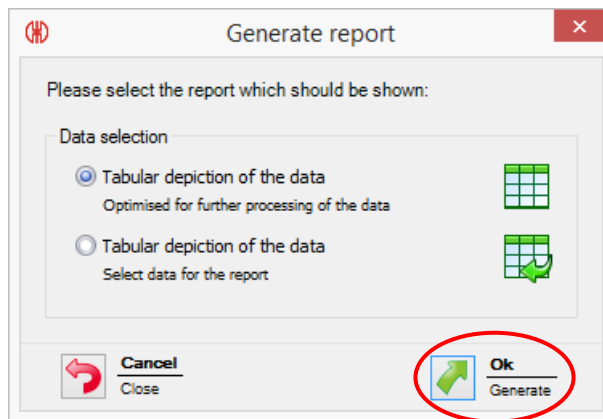 Generate report
Please select the report which should be shown:
Data selection
Tabular depiction of the data
Optimised for further processing of the data
Tabular depiction of the data
Select data for the report
Cancel
Close
Ok
Generate